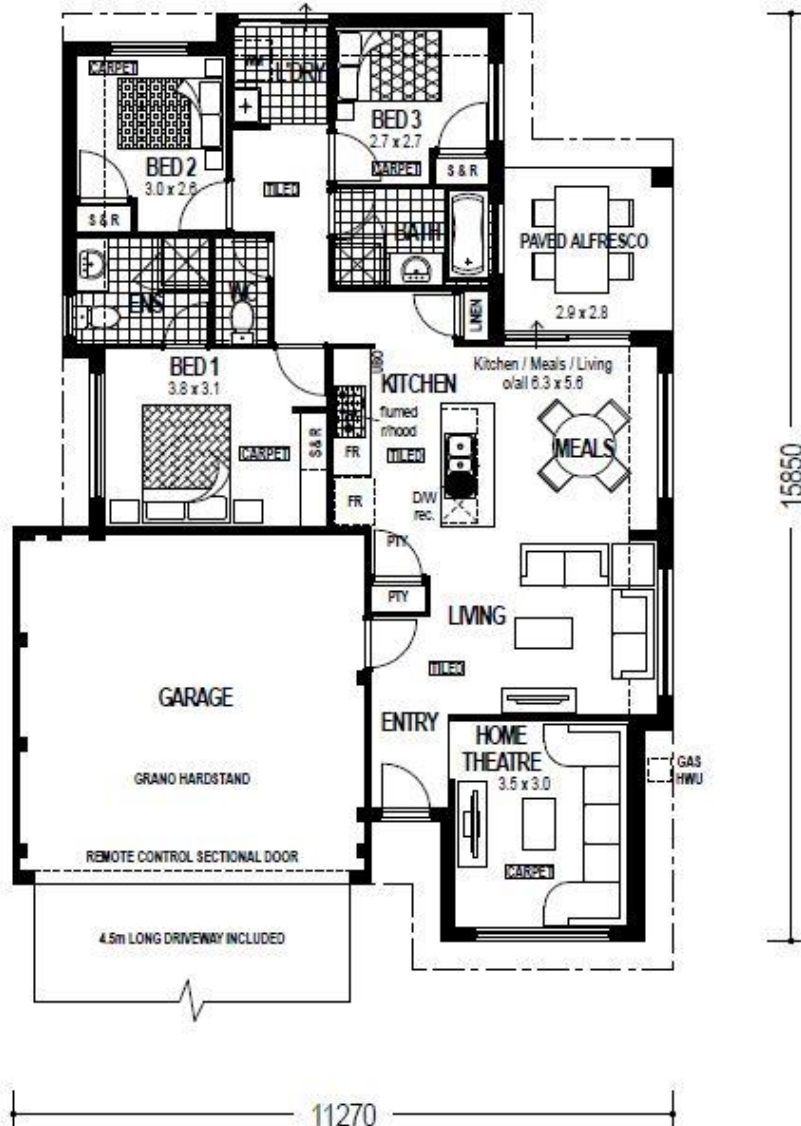 CARPET
WM
L'DRY
BED 3
2.7 x 2.7
CARPET
S & R
BED 2
3.0 x 2.6
S & R
TILED
BATH
PAVED ALFRESCO
2.9 x 2.8
ENS
WC
LINEN
BED 1
3.8 x 3.1
CARPET
S&R
UBO
KITCHEN
Kitchen / Meals / Living
o/all 6.3 x 5.6
flumed
r/hood
FR
TILED
MEALS
FR
D/W
rec.
PTY
PTY
LIVING
TILED
GARAGE
ENTRY
HOME
THEATRE
3.5 x 3.0
GAS
HWU
GRANO HARDSTAND
REMOTE CONTROL SECTIONAL DOOR
CARPET
4.5m LONG DRIVEWAY INCLUDED
15850
11270